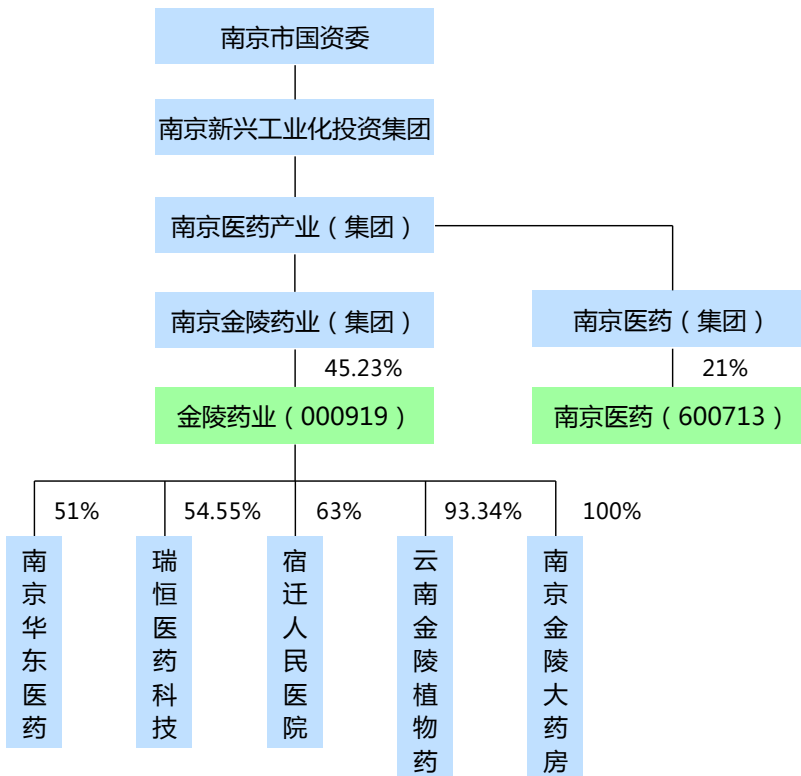 南京市国资委
南京新兴工业化投资集团
南京医药产业（集团）
南京金陵药业（集团）
南京医药（集团）
45.23%
21%
金陵药业（000919）
南京医药（600713）
51%
54.55%
63%
93.34%
100%
南京华东医药
瑞恒医药科技
宿迁人民医院
云南金陵植物药
南京金陵大药房